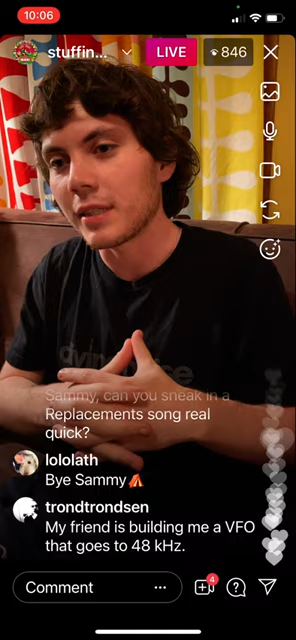 10:06
stuffin...
LIVE
846
Sammy, can you sneak in a
Replacements song real
quick?
lololath
Bye Sammy
trondtrondsen
My friend is building me a VFO
that goes to 48 kHz.
Comment
4